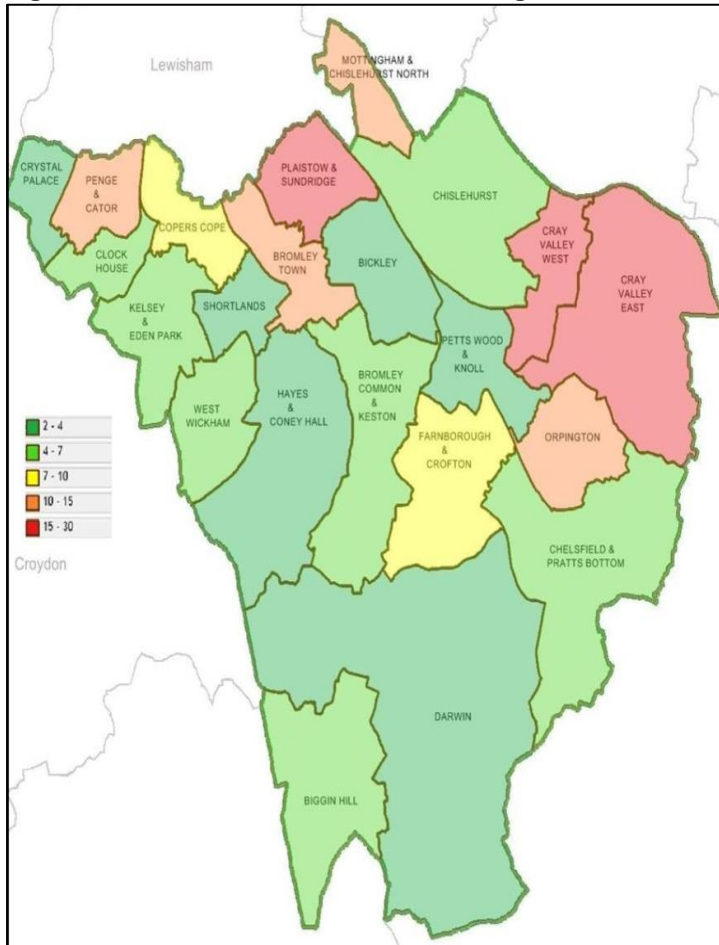 Lewisham
MOTTINGHAM &
CHISLEHURST NORTH
CRYSTAL
PALACE
PENGE
&
CATOR
PLAISTOW &
SUNDRIDGE
CHISLEHURST
COPERS COPE
CLOCK
HOUSE
BROMLEY
TOWN
BICKLEY
CRAY
VALLEY
WEST
CRAY
VALLEY
EAST
KELSEY
&
EDEN PARK
SHORTLANDS
PETTS WOOD
&
KNOLL
WEST
WICKHAM
HAYES
&
CONEY HALL
BROMLEY
COMMON
&
KESTON
FARNBOROUGH
&
CROFTON
ORPINGTON
2 - 4
4 - 7
7 - 10
10 - 15
15 - 30
Croydon
CHELSFIELD &
PRATTS BOTTOM
DARWIN
BIGGIN HILL